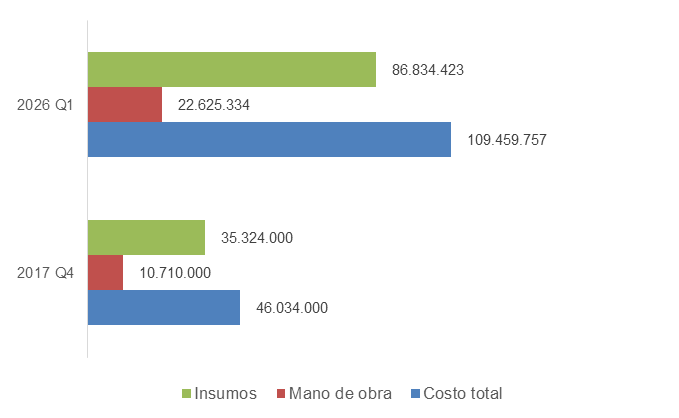 86.834.423
2026 Q1
22.625.334
109.459.757
35.324.000
2017 Q4
10.710.000
46.034.000
Insumos Mano de obra Costo total